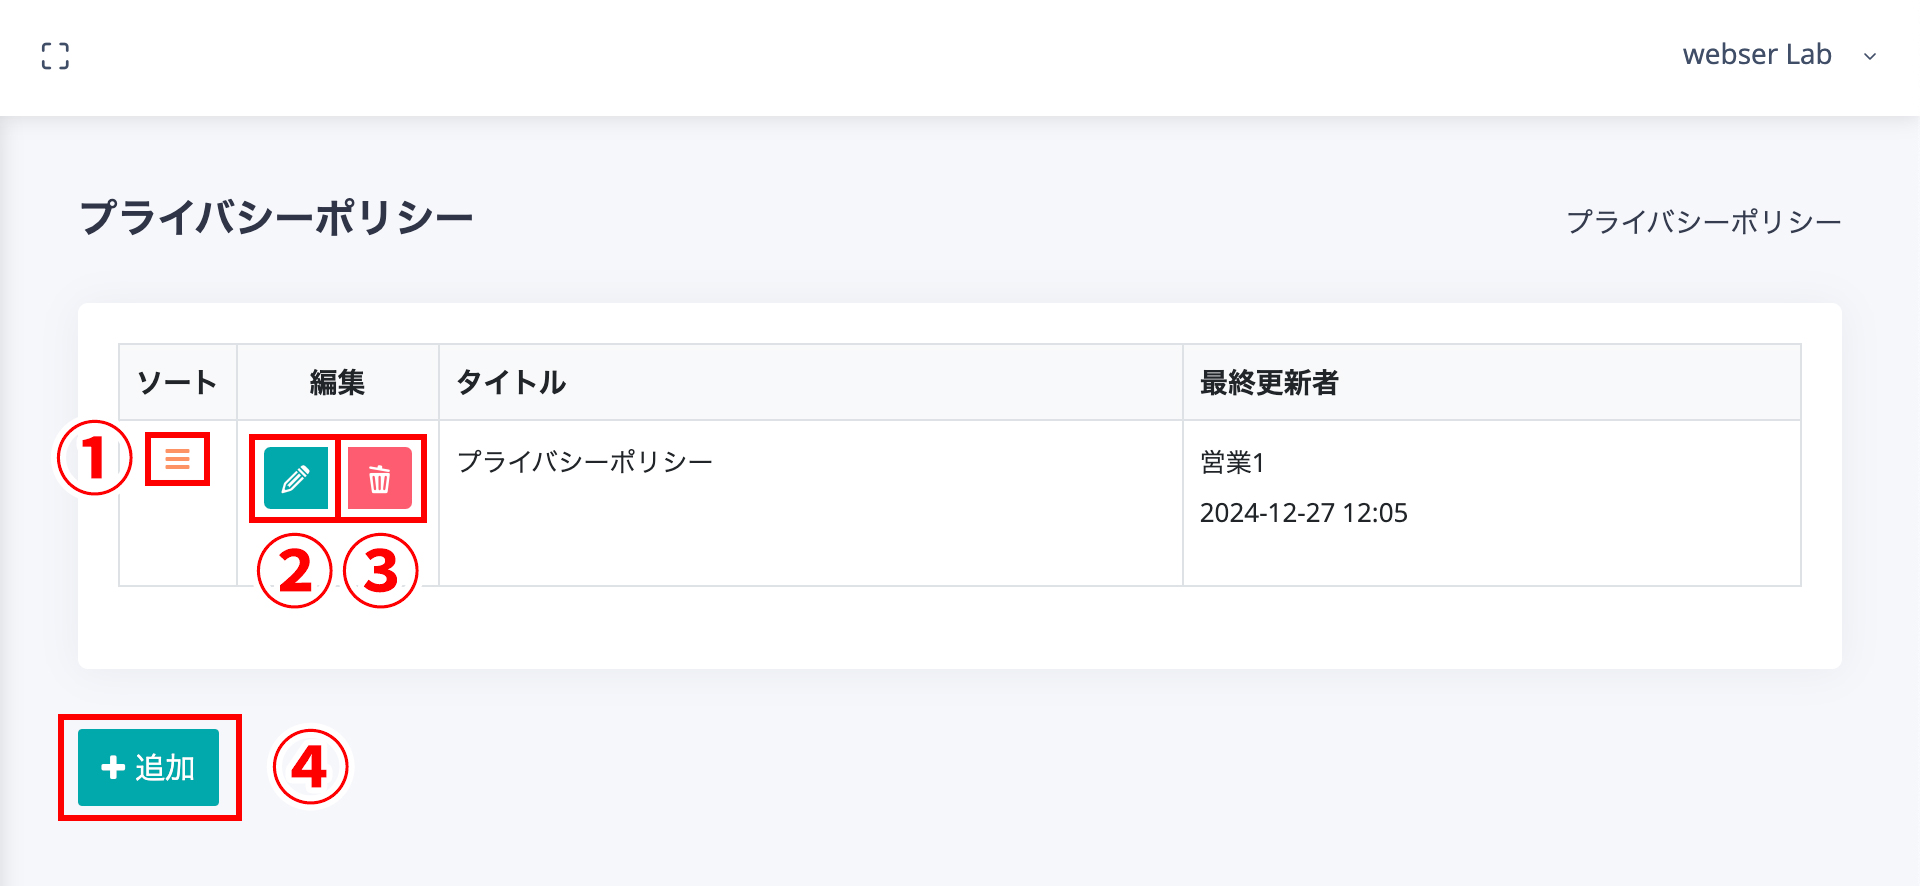 webser Lab
プライバシーポリシー
プライバシーポリシー
ソート 編集 タイトル 最終更新者
① プライバシーポリシー 営業1
2024-12-27 12:05
② ③
追加 ④